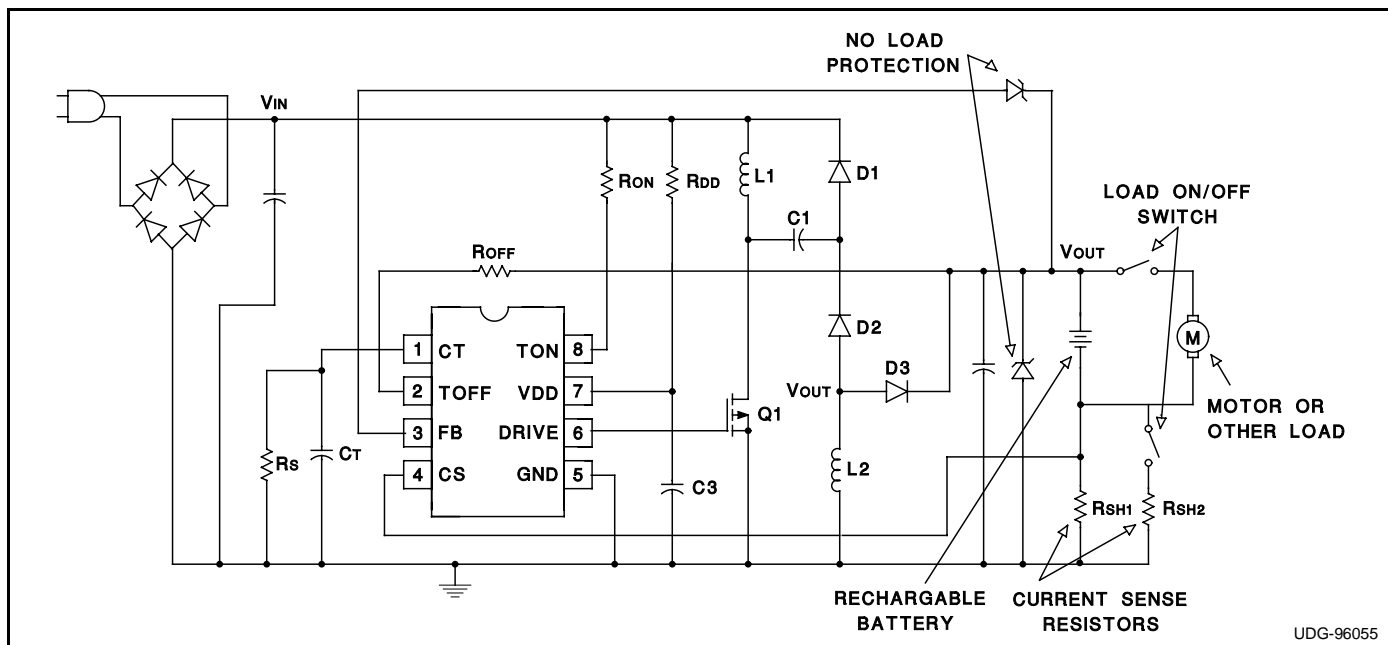 NO LOAD
PROTECTION
VIN
RON
RDD
L1
D1
LOAD ON/OFF
SWITCH
C1
ROFF
VOUT
D2
1 CT TON 8
2 TOFF VDD 7
3 FB DRIVE 6
4 CS GND 5
D3
VOUT
M
Q1
MOTOR OR
OTHER LOAD
RS
CT
C3
L2
RSH1
RSH2
RECHARGABLE
BATTERY
CURRENT SENSE
RESISTORS
UDG-96055